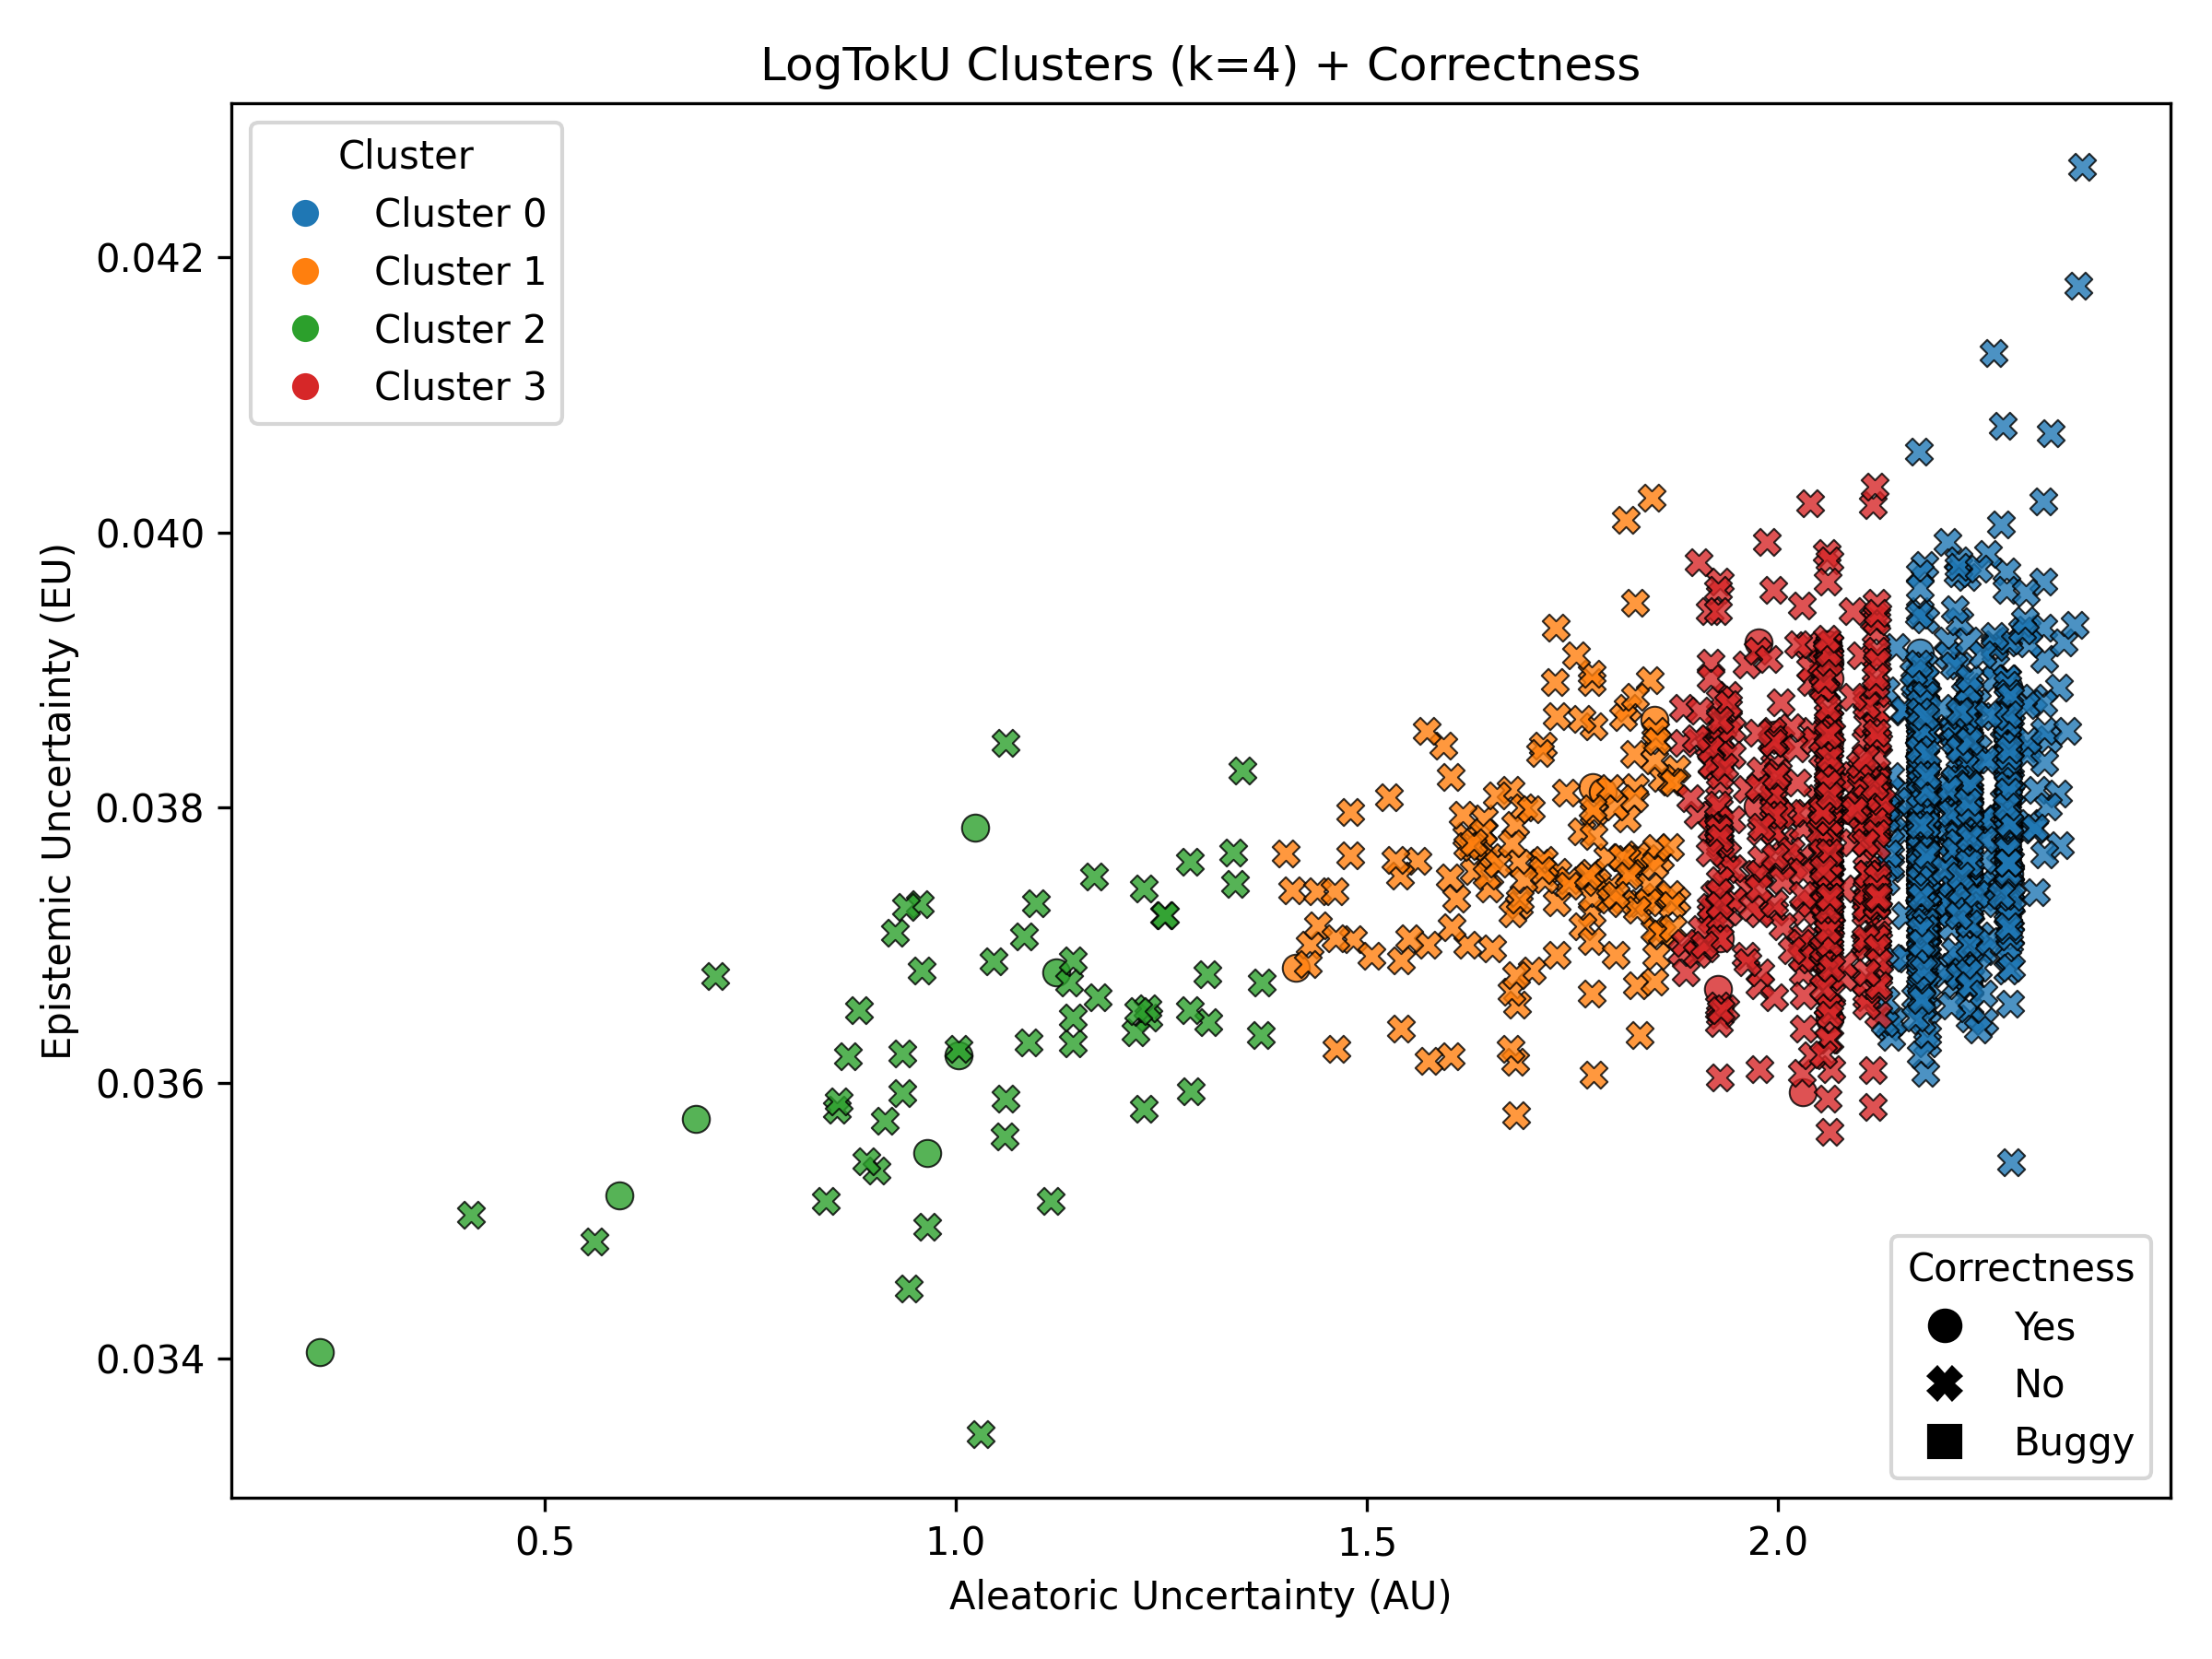 LogTokU Clusters (k=4) + Correctness
Cluster
Cluster 0
Cluster 1
Cluster 2
Cluster 3
0.042
0.040
0.038
0.036
0.034
Epistemic Uncertainty (EU)
Correctness
Yes
No
Buggy
0.5
1.0
1.5
2.0
Aleatoric Uncertainty (AU)